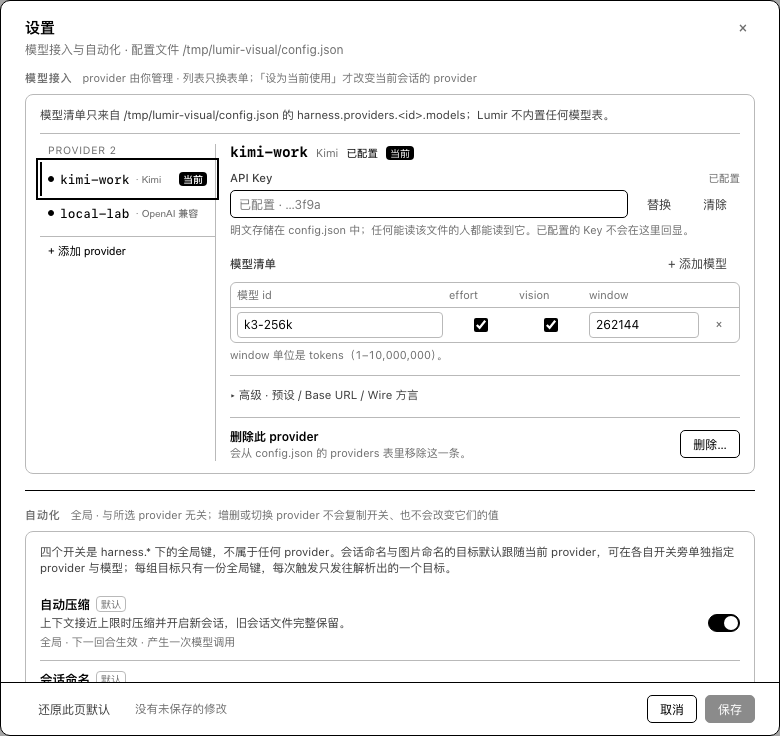 设置
×
模型接入与自动化 · 配置文件 /tmp/lumir-visual/config.json
模型接入 provider 由你管理 · 列表只换表单；「设为当前使用」才改变当前会话的 provider
模型清单只来自 /tmp/lumir-visual/config.json 的 harness.providers.<id>.models；Lumir 不内置任何模型表。
PROVIDER 2
kimi-work · Kimi 当前
local-lab · OpenAI 兼容
+ 添加 provider
kimi-work Kimi 已配置 当前
API Key 已配置
已配置 · …3f9a 替换 清除
明文存储在 config.json 中；任何能读该文件的人都能读到它。已配置的 Key 不会在这里回显。
模型清单 + 添加模型
模型 id effort vision window
k3-256k 262144 ×
window 单位是 tokens（1–10,000,000）。
▸ 高级 · 预设 / Base URL / Wire 方言
删除此 provider
会从 config.json 的 providers 表里移除这一条。
删除…
自动化 全局 · 与所选 provider 无关；增删或切换 provider 不会复制开关、也不会改变它们的值
四个开关是 harness.* 下的全局键，不属于任何 provider。会话命名与图片命名的目标默认跟随当前 provider，可在各自开关旁单独指定
provider 与模型；每组目标只有一份全局键，每次触发只发往解析出的一个目标。
自动压缩 默认
上下文接近上限时压缩并开启新会话，旧会话文件完整保留。
全局 · 下一回合生效 · 产生一次模型调用
会话命名 默认
还原此页默认 没有未保存的修改 取消 保存